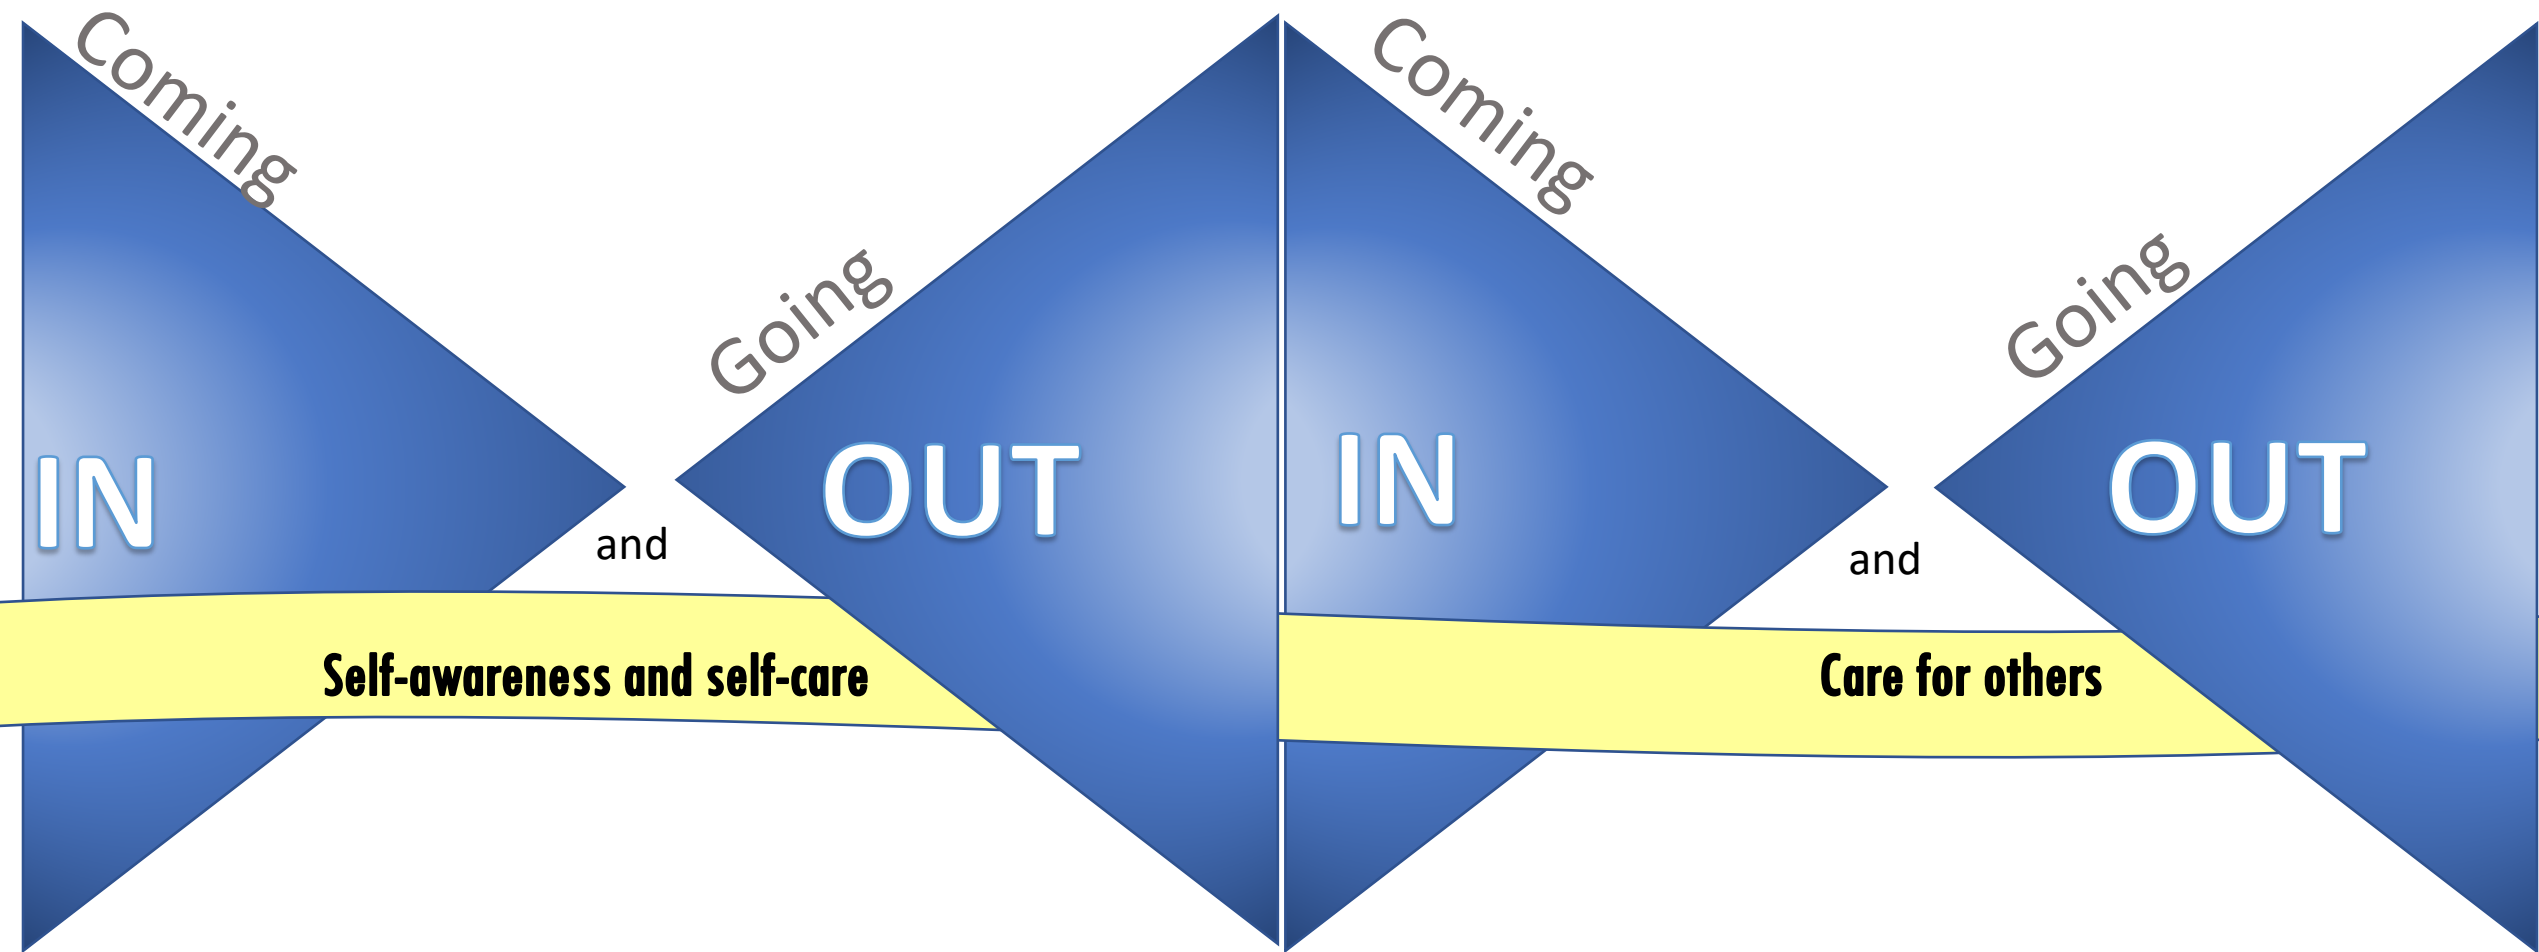 Coming
IN
and
Going
OUT
Self-awareness and self-care
Coming
IN
and
Going
OUT
Care for others